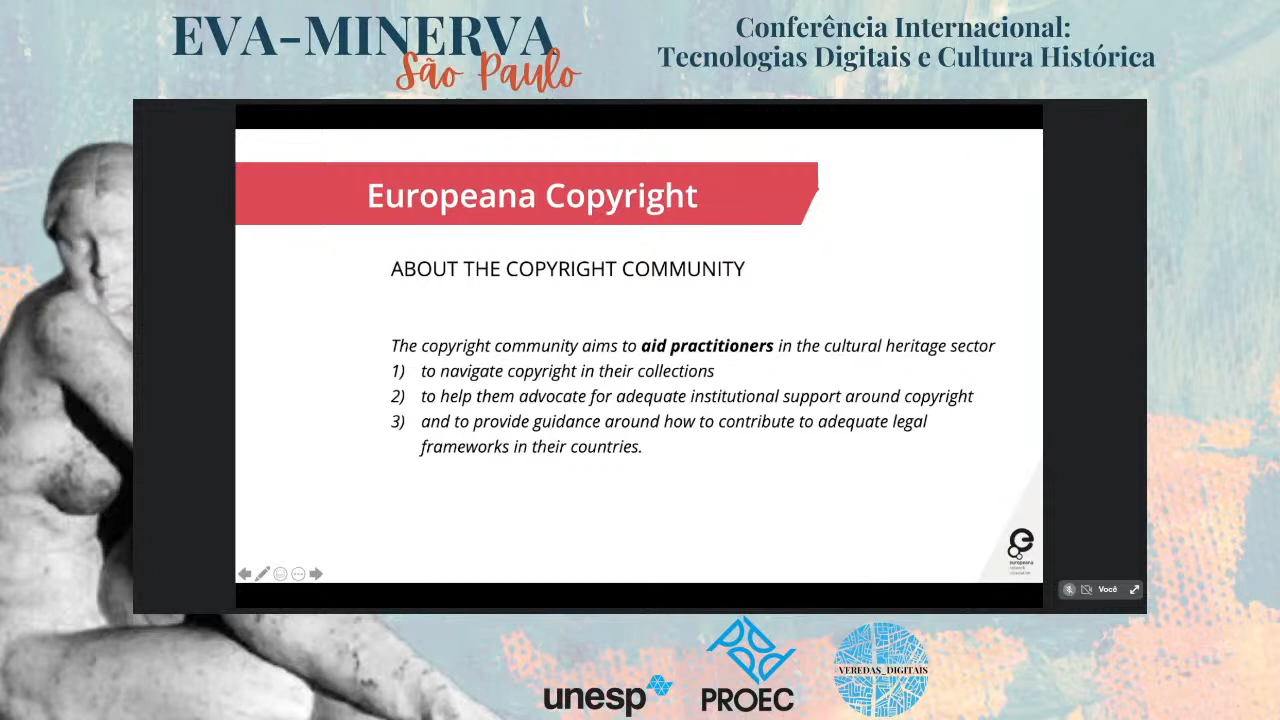 EVA-MINERVA
São Paulo
Conferência Internacional:
Tecnologias Digitais e Cultura Histórica
Europeana Copyright
ABOUT THE COPYRIGHT COMMUNITY
The copyright community aims to aid practitioners in the cultural heritage sector
1) to navigate copyright in their collections
2) to help them advocate for adequate institutional support around copyright
3) and to provide guidance around how to contribute to adequate legal
frameworks in their countries.
europeana
network
association
Você
unesp
PROEC
VEREDAS_DIGITAIS